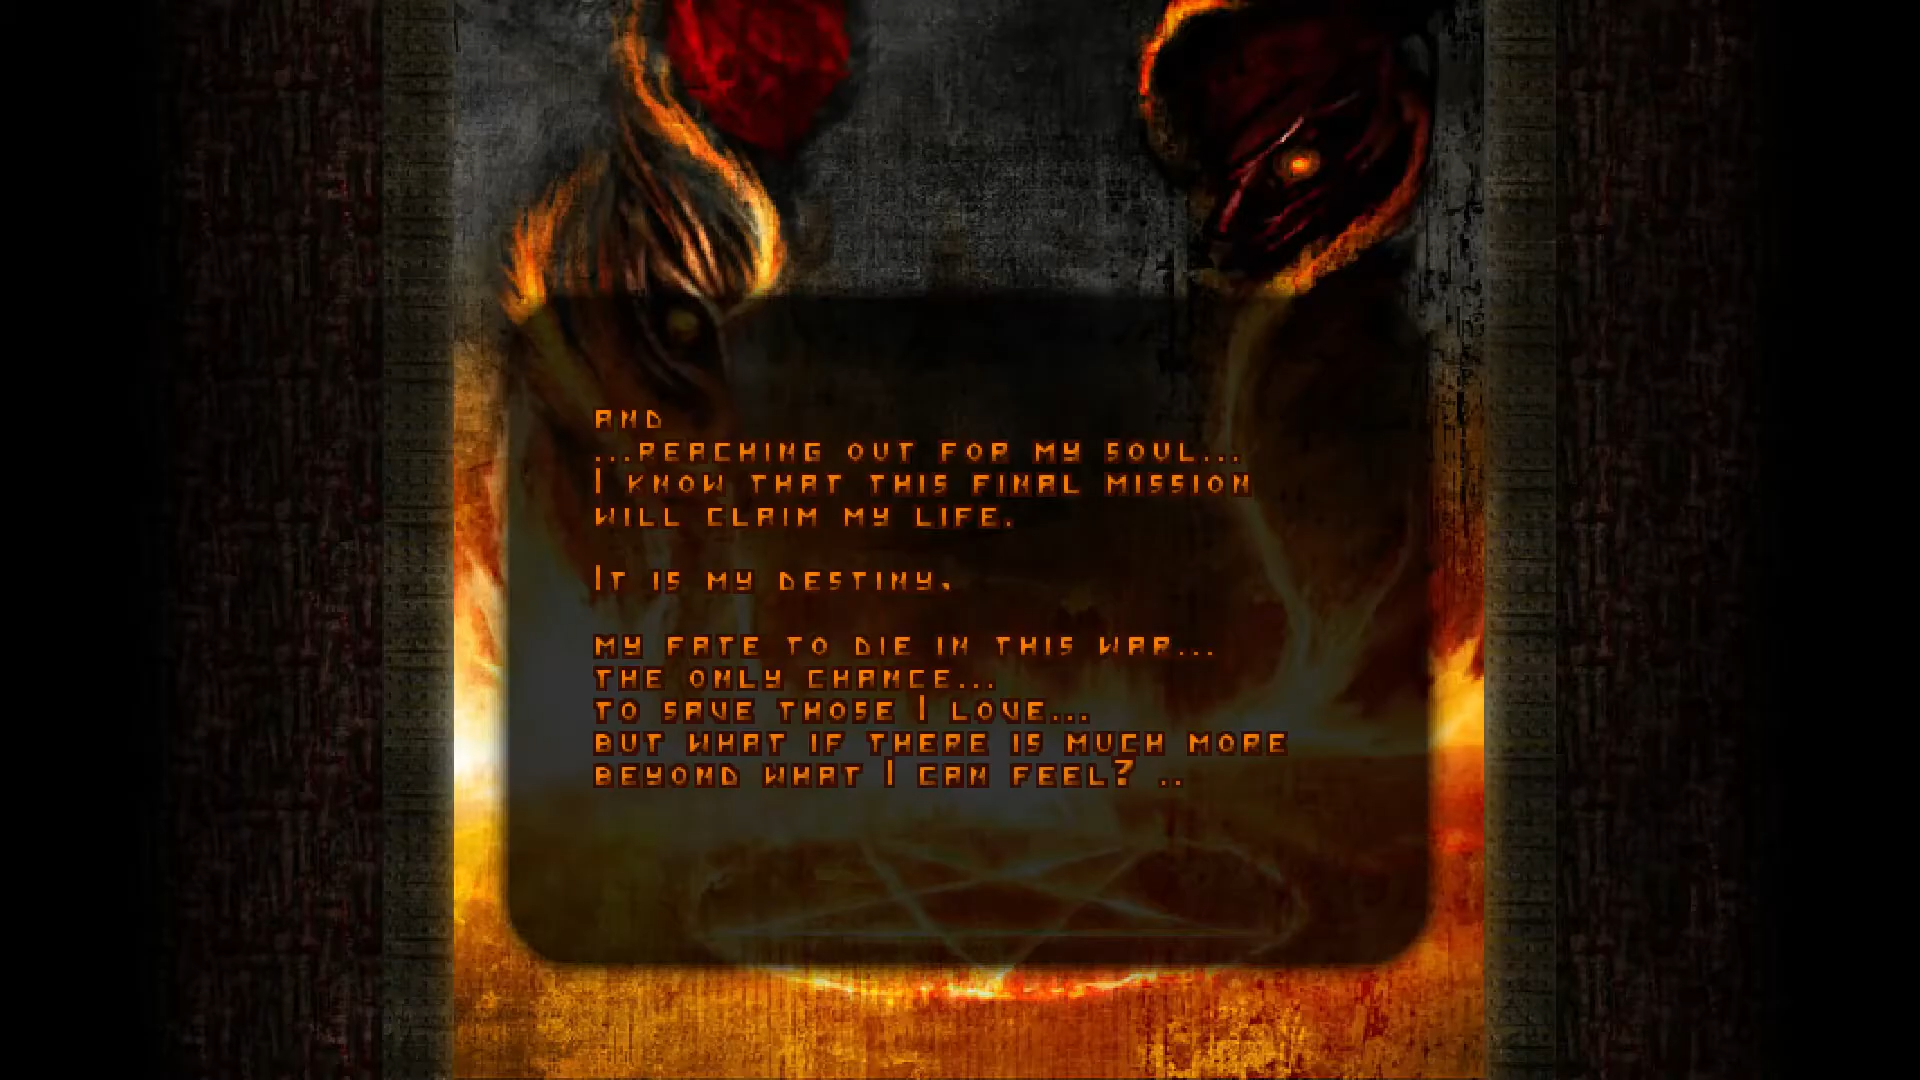 AND
...REACHING OUT FOR MY SOUL...
I KNOW THAT THIS FINAL MISSION
WILL CLAIM MY LIFE.
IT IS MY DESTINY.
MY FATE TO DIE IN THIS WAR...
THE ONLY CHANCE...
TO SAVE THOSE I LOVE...
BUT WHAT IF THERE IS MUCH MORE
BEYOND WHAT I CAN FEEL? ..